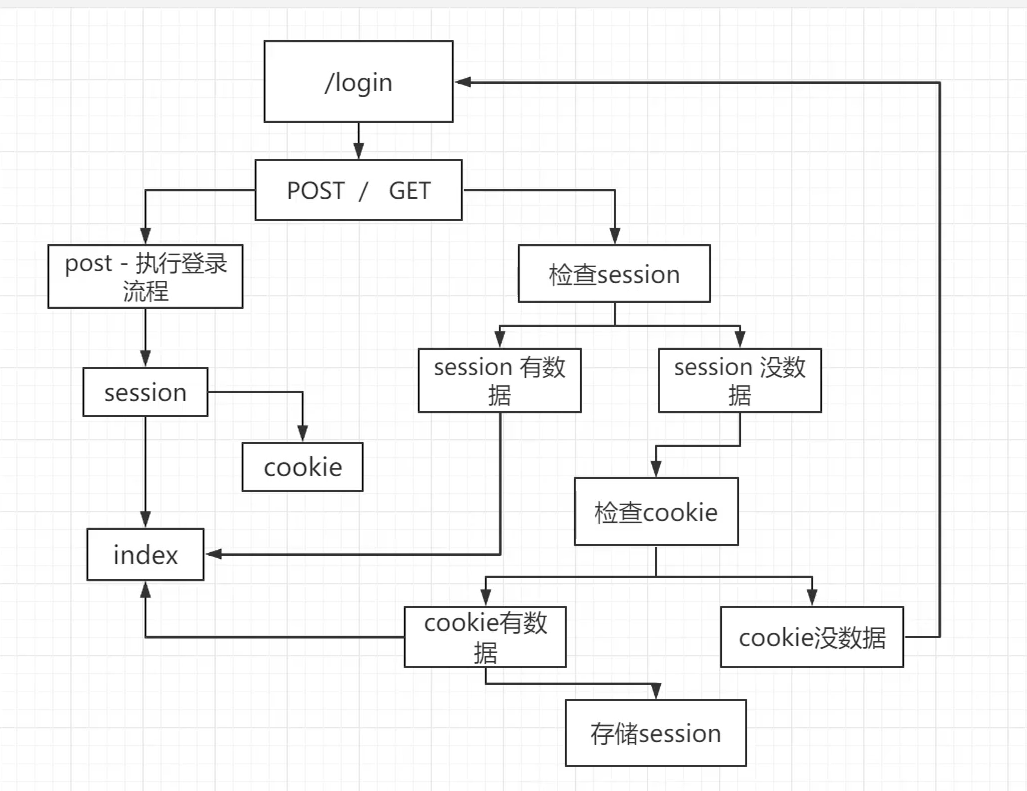 /login
POST / GET
post - 执行登录
流程
检查session
session
session 有数
据
session 没数
据
cookie
检查cookie
index
cookie有数
据
cookie没数据
存储session